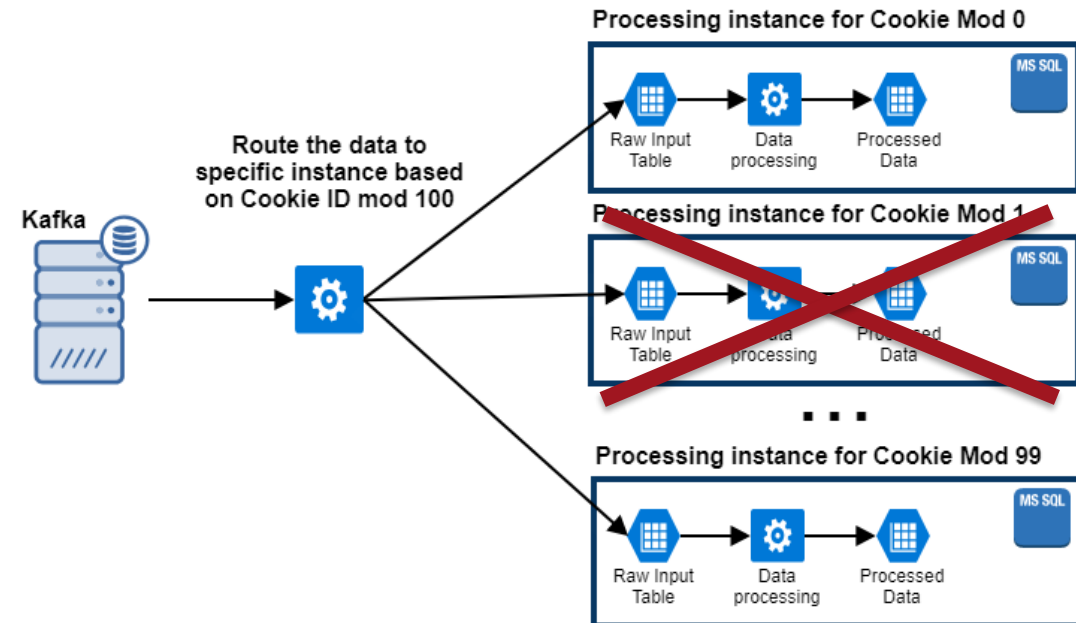 Processing instance for Cookie Mod 0
MS SQL
Raw Input
Table
Data
processing
Processed
Data
Route the data to
specific instance based
on Cookie ID mod 100
Kafka
Processing instance for Cookie Mod 1
MS SQL
Raw Input
Table
Data
processing
Processed
Data
...
Processing instance for Cookie Mod 99
MS SQL
Raw Input
Table
Data
processing
Processed
Data